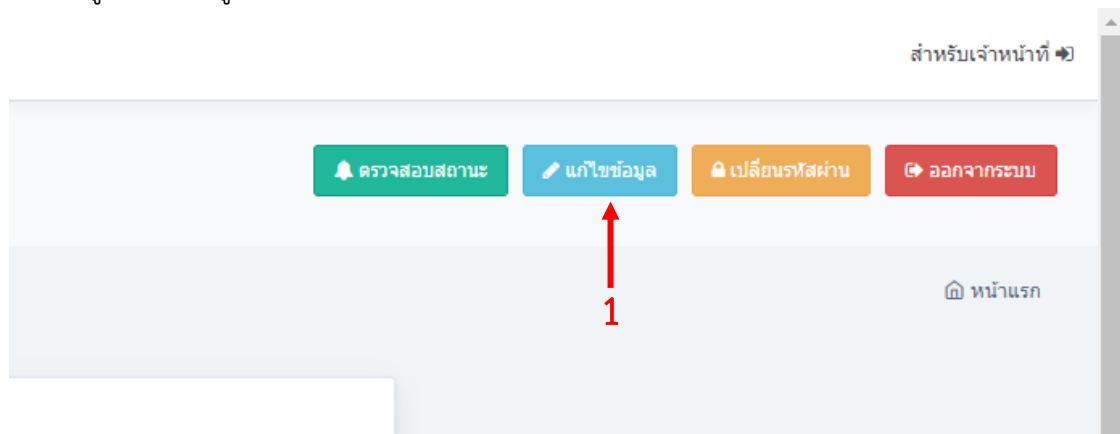 สำหรับเจ้าหน้าที่
ตรวจสอบสถานะ แก้ไขข้อมูล เปลี่ยนรหัสผ่าน ออกจากระบบ
1
หน้าแรก